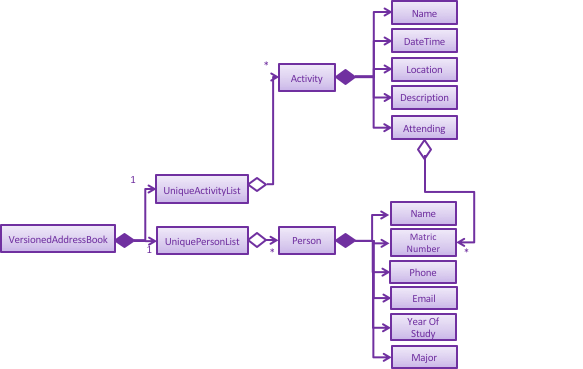 Name
DateTime
*
Location
Activity
Description
Attending
1
UniqueActivityList
Name
VersionedAddressBook
UniquePersonList
Person
Matric
Number
1
*
*
Phone
Email
Year Of
Study
Major